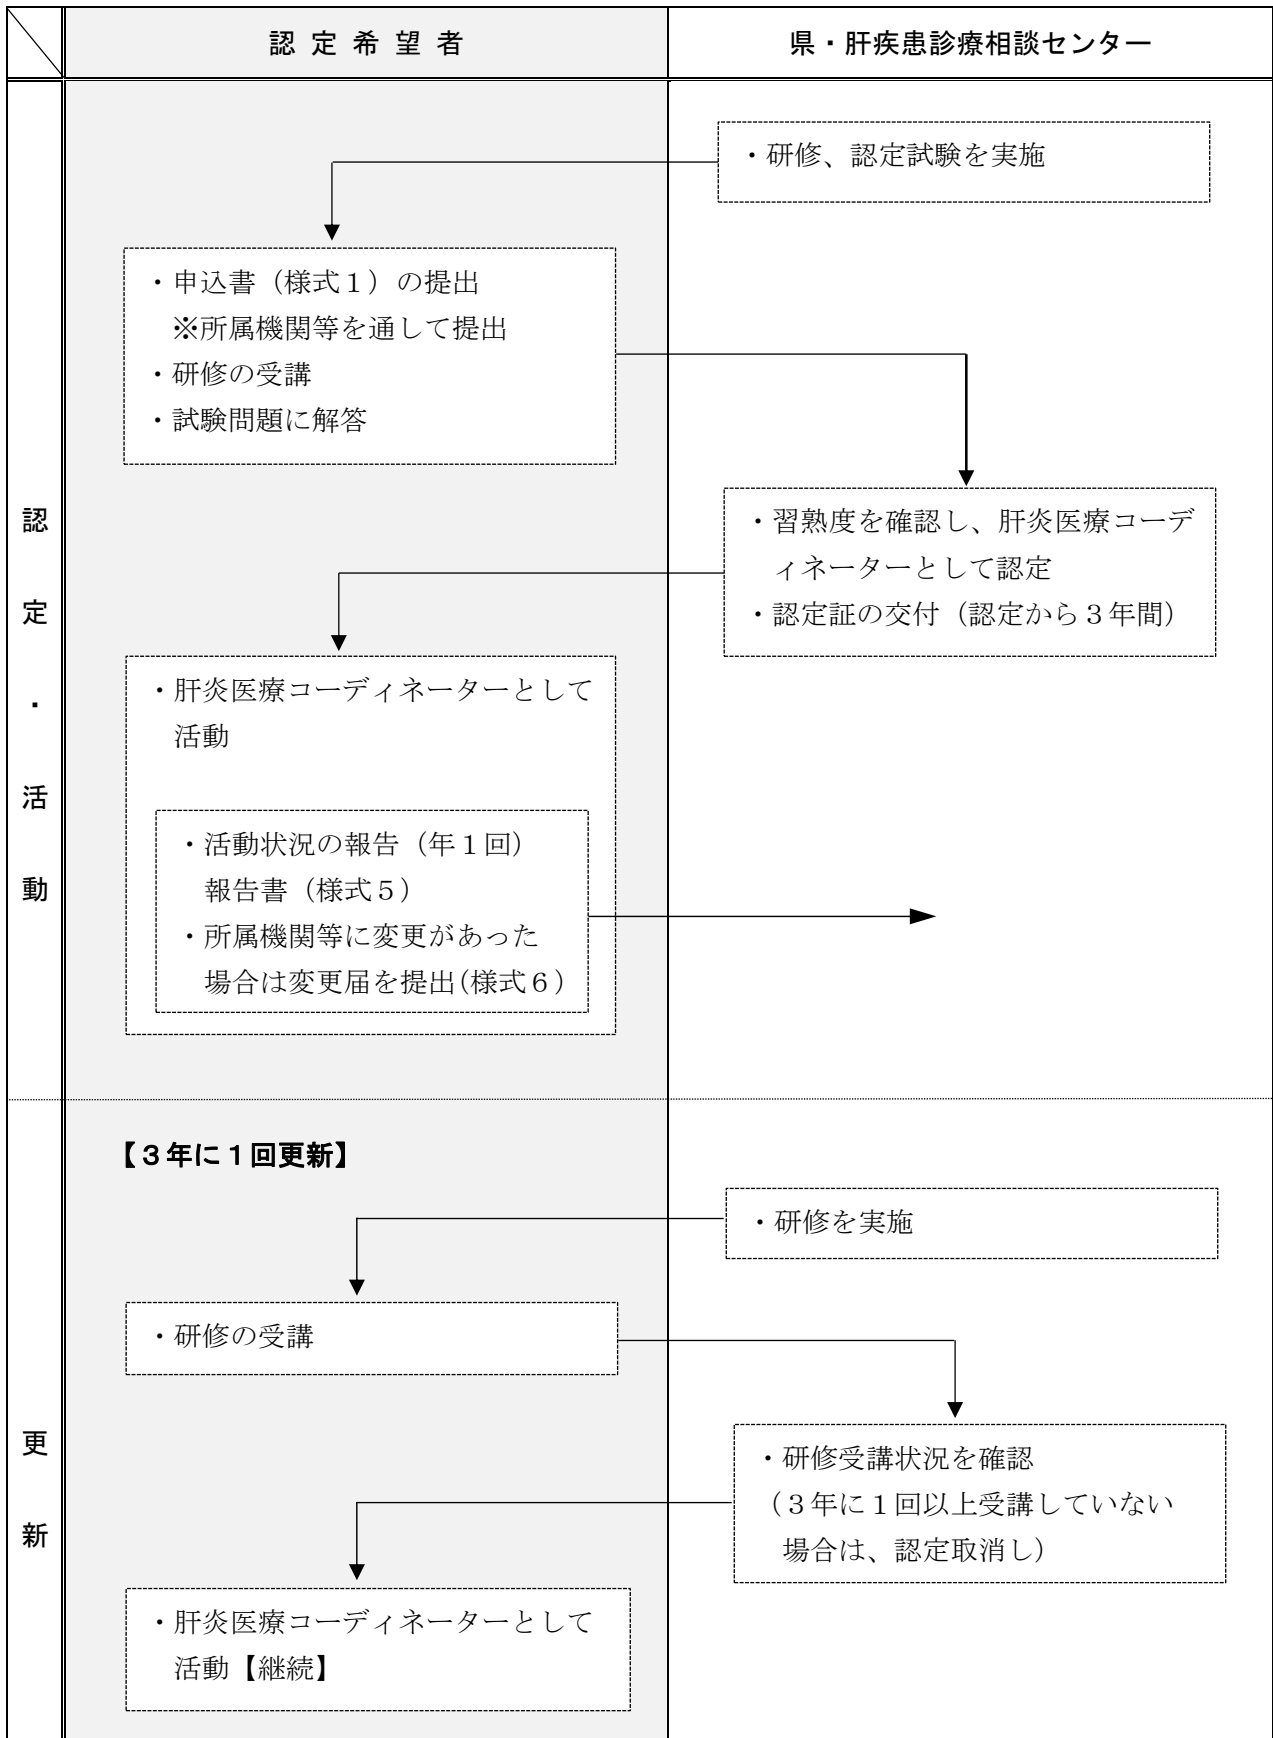 認定希望者
県・肝疾患診療相談センター
認定・活動
・研修、認定試験を実施
・申込書（様式１）の提出
※所属機関等を通して提出
・研修の受講
・試験問題に解答
・習熟度を確認し、肝炎医療コーデ
ィネーターとして認定
・認定証の交付（認定から３年間）
・肝炎医療コーディネーターとして
活動
・活動状況の報告（年１回）
報告書（様式５）
・所属機関等に変更があった
場合は変更届を提出(様式６)
更新
【３年に１回更新】
・研修を実施
・研修の受講
・研修受講状況を確認
（３年に１回以上受講していない
場合は、認定取消し）
・肝炎医療コーディネーターとして
活動【継続】